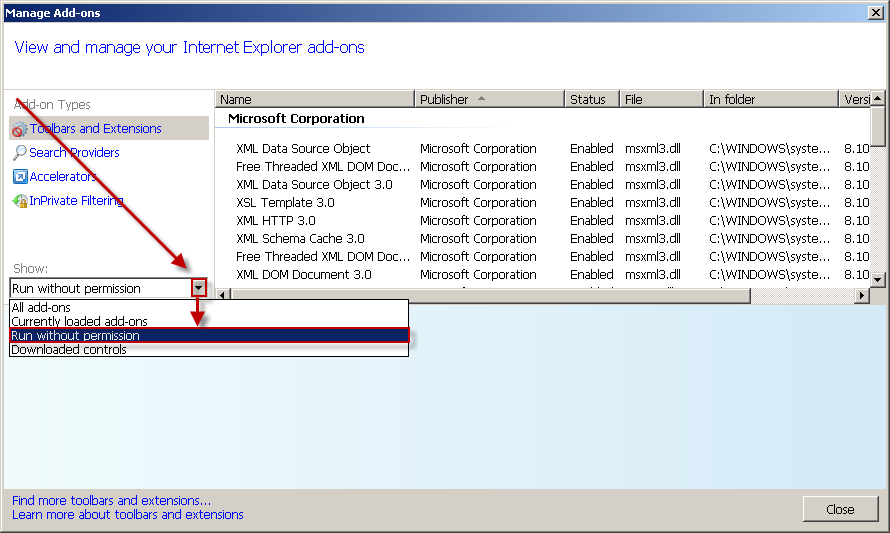 Manage Add-ons
View and manage your Internet Explorer add-ons
Add-on Types
Toolbars and Extensions
Search Providers
Accelerators
InPrivate Filtering
Show:
Run without permission
All add-ons
Currently loaded add-ons
Run without permission
Downloaded controls
Name Publisher Status File In folder Versi
Microsoft Corporation
XML Data Source Object Microsoft Corporation Enabled msxml3.dll C:\WINDOWS\syste... 8.10
Free Threaded XML DOM Doc... Microsoft Corporation Enabled msxml3.dll C:\WINDOWS\syste... 8.10
XML Data Source Object 3.0 Microsoft Corporation Enabled msxml3.dll C:\WINDOWS\syste... 8.10
XSL Template 3.0 Microsoft Corporation Enabled msxml3.dll C:\WINDOWS\syste... 8.10
XML HTTP 3.0 Microsoft Corporation Enabled msxml3.dll C:\WINDOWS\syste... 8.10
XML Schema Cache 3.0 Microsoft Corporation Enabled msxml3.dll C:\WINDOWS\syste... 8.10
Free Threaded XML DOM Doc... Microsoft Corporation Enabled msxml3.dll C:\WINDOWS\syste... 8.10
XML DOM Document 3.0 Microsoft Corporation Enabled msxml3.dll C:\WINDOWS\syste... 8.10
Find more toolbars and extensions...
Learn more about toolbars and extensions
Close